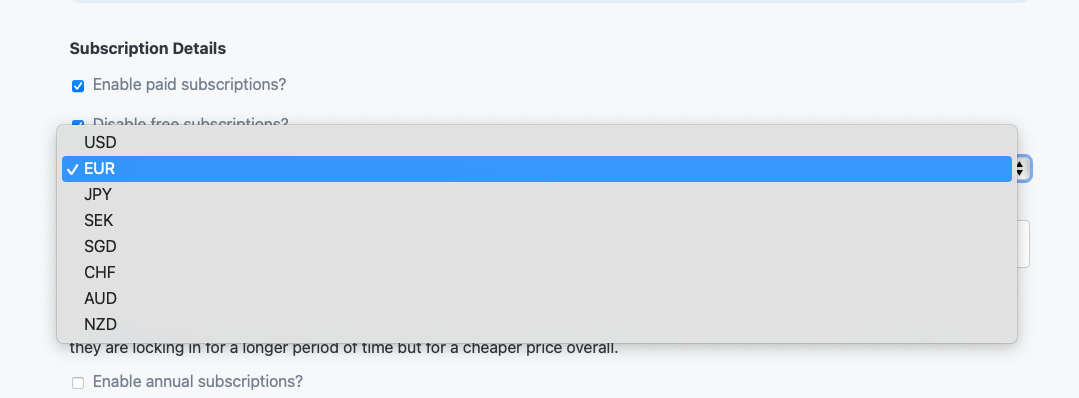 Subscription Details
Enable paid subscriptions?
Disable free subscriptions?
USD
EUR
JPY
SEK
SGD
CHF
AUD
NZD
they are locking in for a longer period of time but for a cheaper price overall.
Enable annual subscriptions?